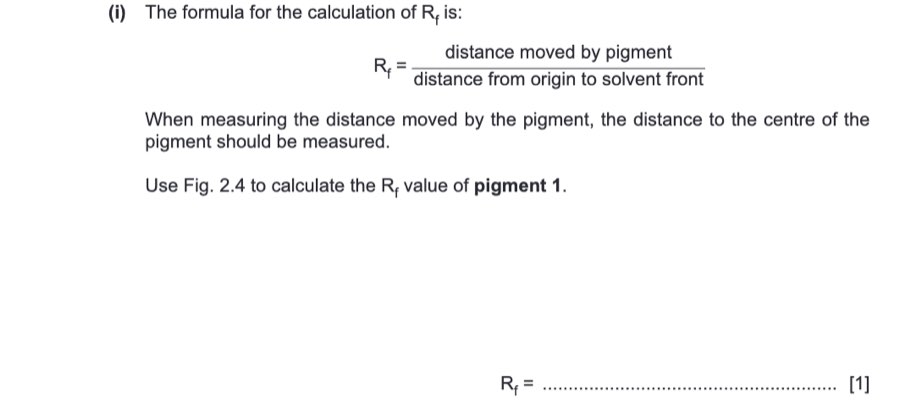 (i) The formula for the calculation of Rf is:
Rf = distance moved by pigment
distance from origin to solvent front
When measuring the distance moved by the pigment, the distance to the centre of the
pigment should be measured.
Use Fig. 2.4 to calculate the Rf value of pigment 1.
Rf = .......................................................... [1]